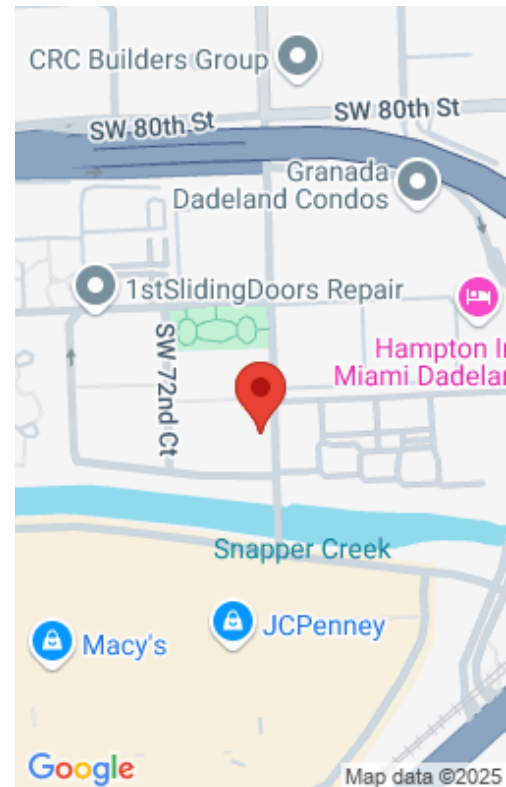 CRC Builders Group
SW 80th St
SW 80th St
Granada
Dadeland Condos
1stSlidingDoors Repair
SW 72nd Ct
Hampton In
Miami Dadelan
Snapper Creek
JCPenney
Macy's
Google
Map data ©2025